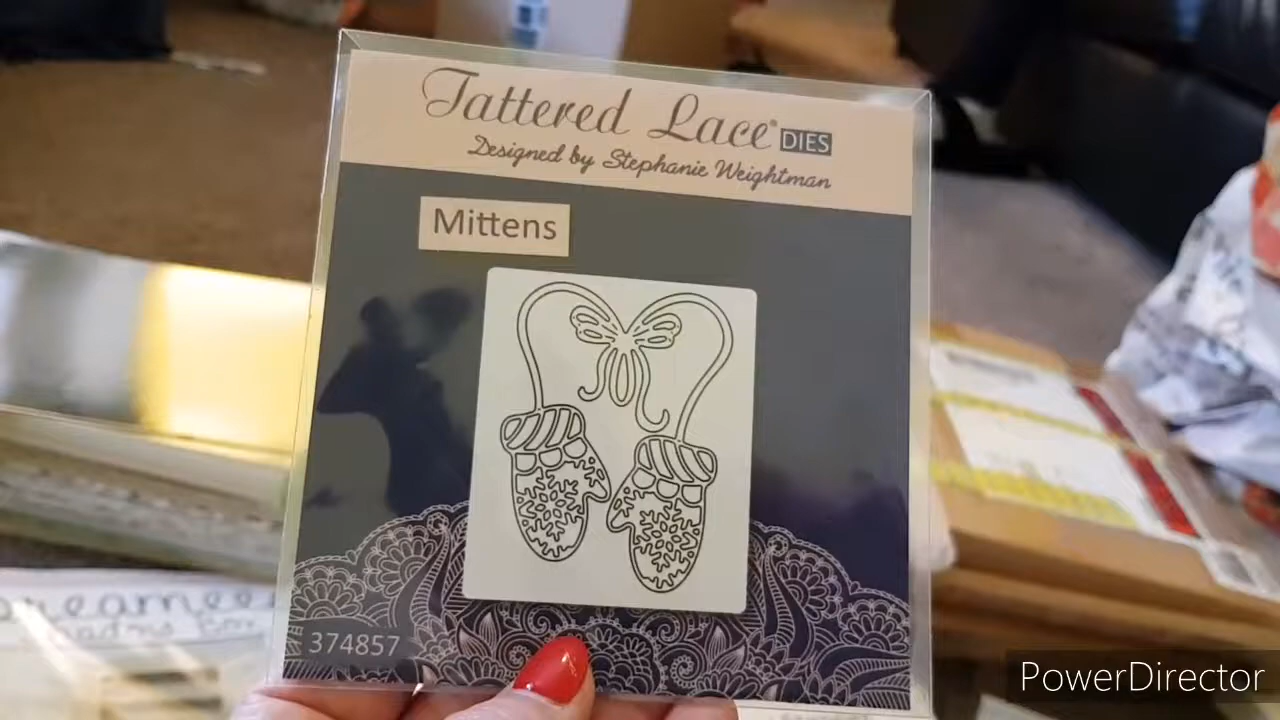 Tattered Lace® DIES
Designed by Stephanie Weightman
Mittens
374857
PowerDirector